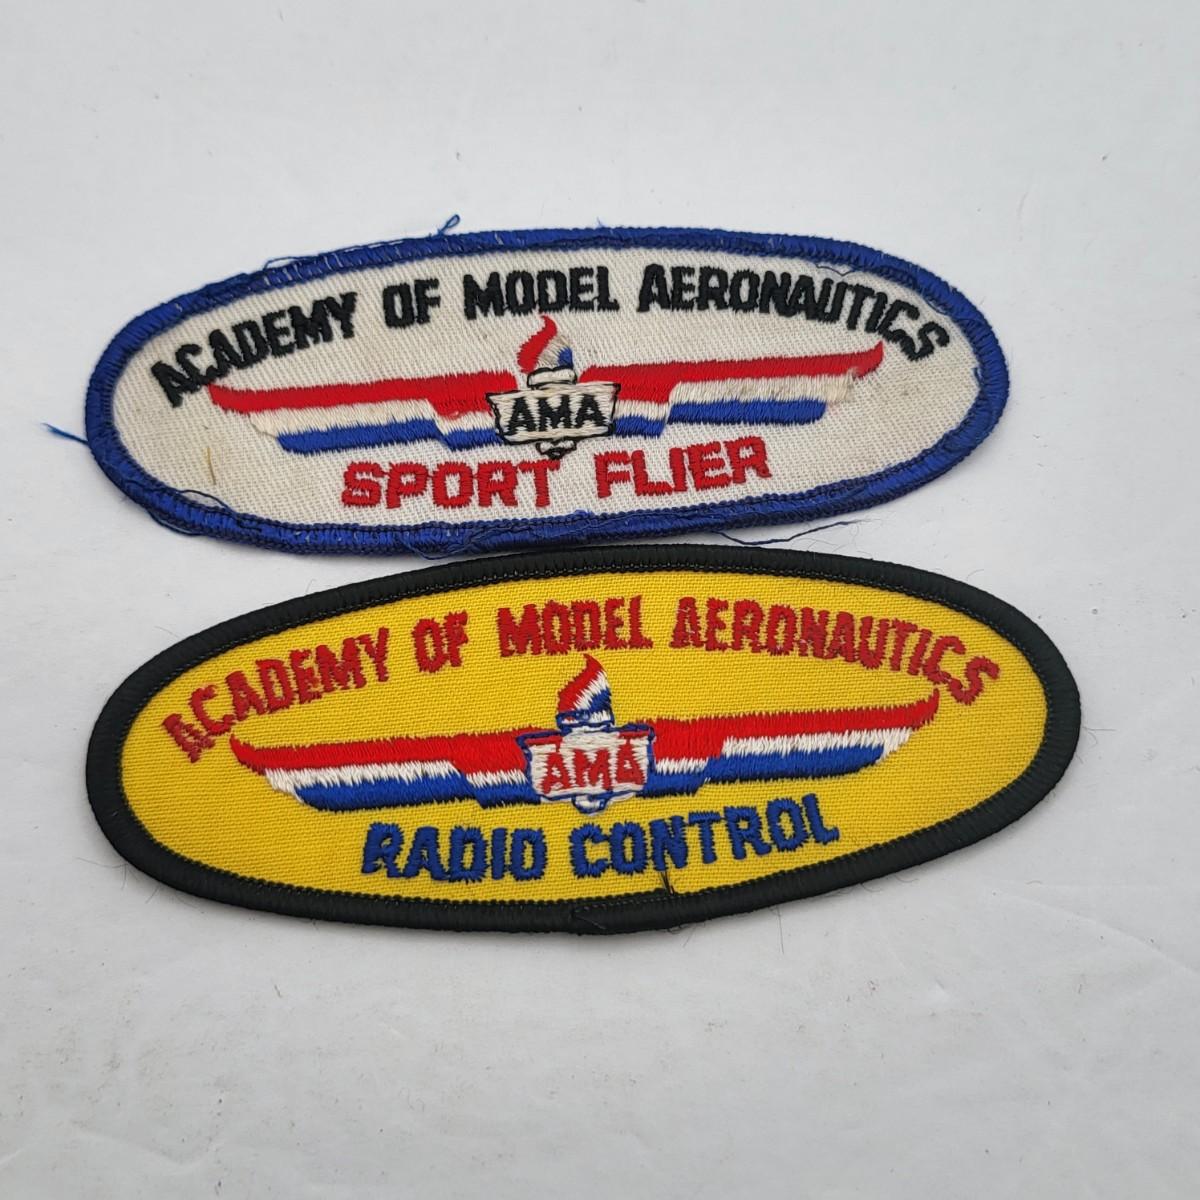 ACADEMY OF MODEL AERONAUTICS
AMA
SPORT FLIER
ACADEMY OF MODEL AERONAUTICS
AMA
RADIO CONTROL